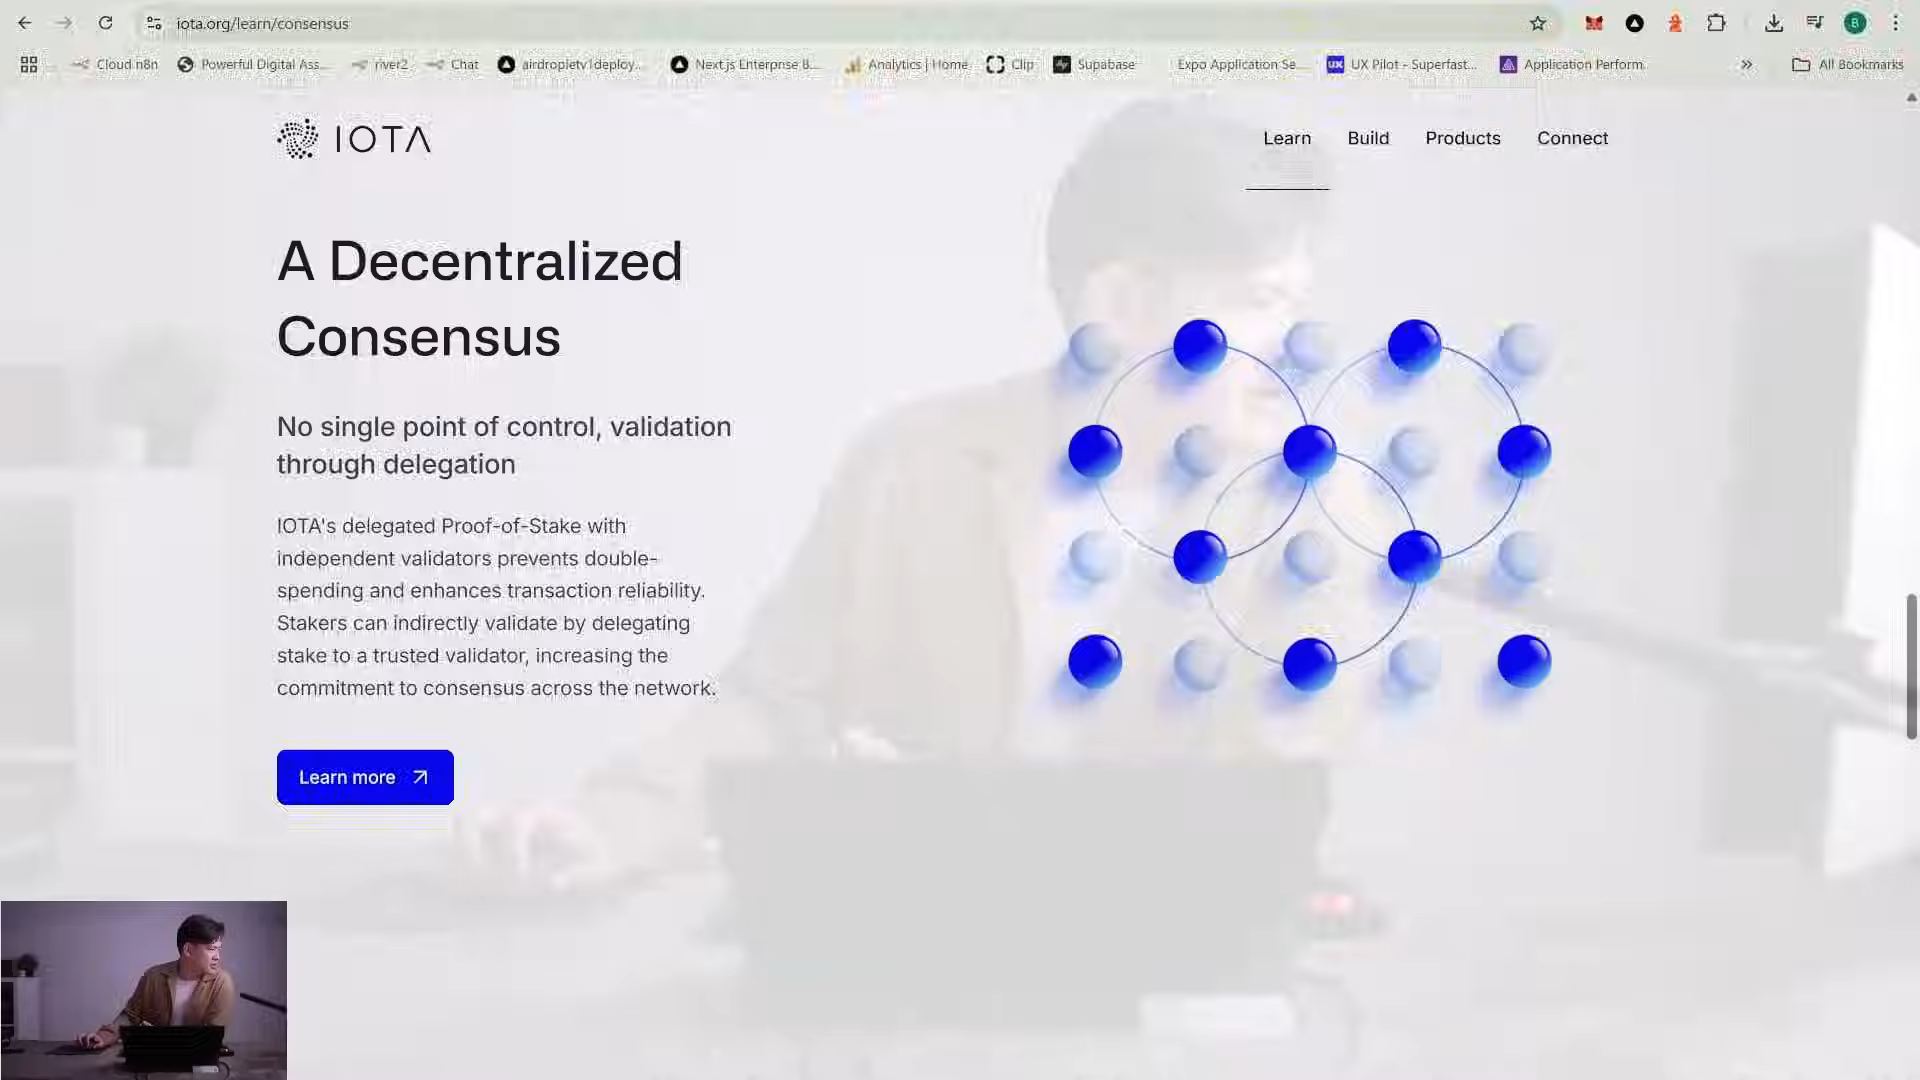 iota.org/learn/consensus
B
Cloud n8n
Powerful Digital Ass...
river2
Chat
airdropletv1deploy...
Next.js Enterprise B...
Analytics | Home
Clip
Supabase
Expo Application Se...
UX
UX Pilot - Superfast...
Application Perform...
All Bookmarks
IOTA
Learn
Build
Products
Connect
A Decentralized
Consensus
No single point of control, validation
through delegation
IOTA's delegated Proof-of-Stake with
independent validators prevents double-
spending and enhances transaction reliability.
Stakers can indirectly validate by delegating
stake to a trusted validator, increasing the
commitment to consensus across the network.
Learn more